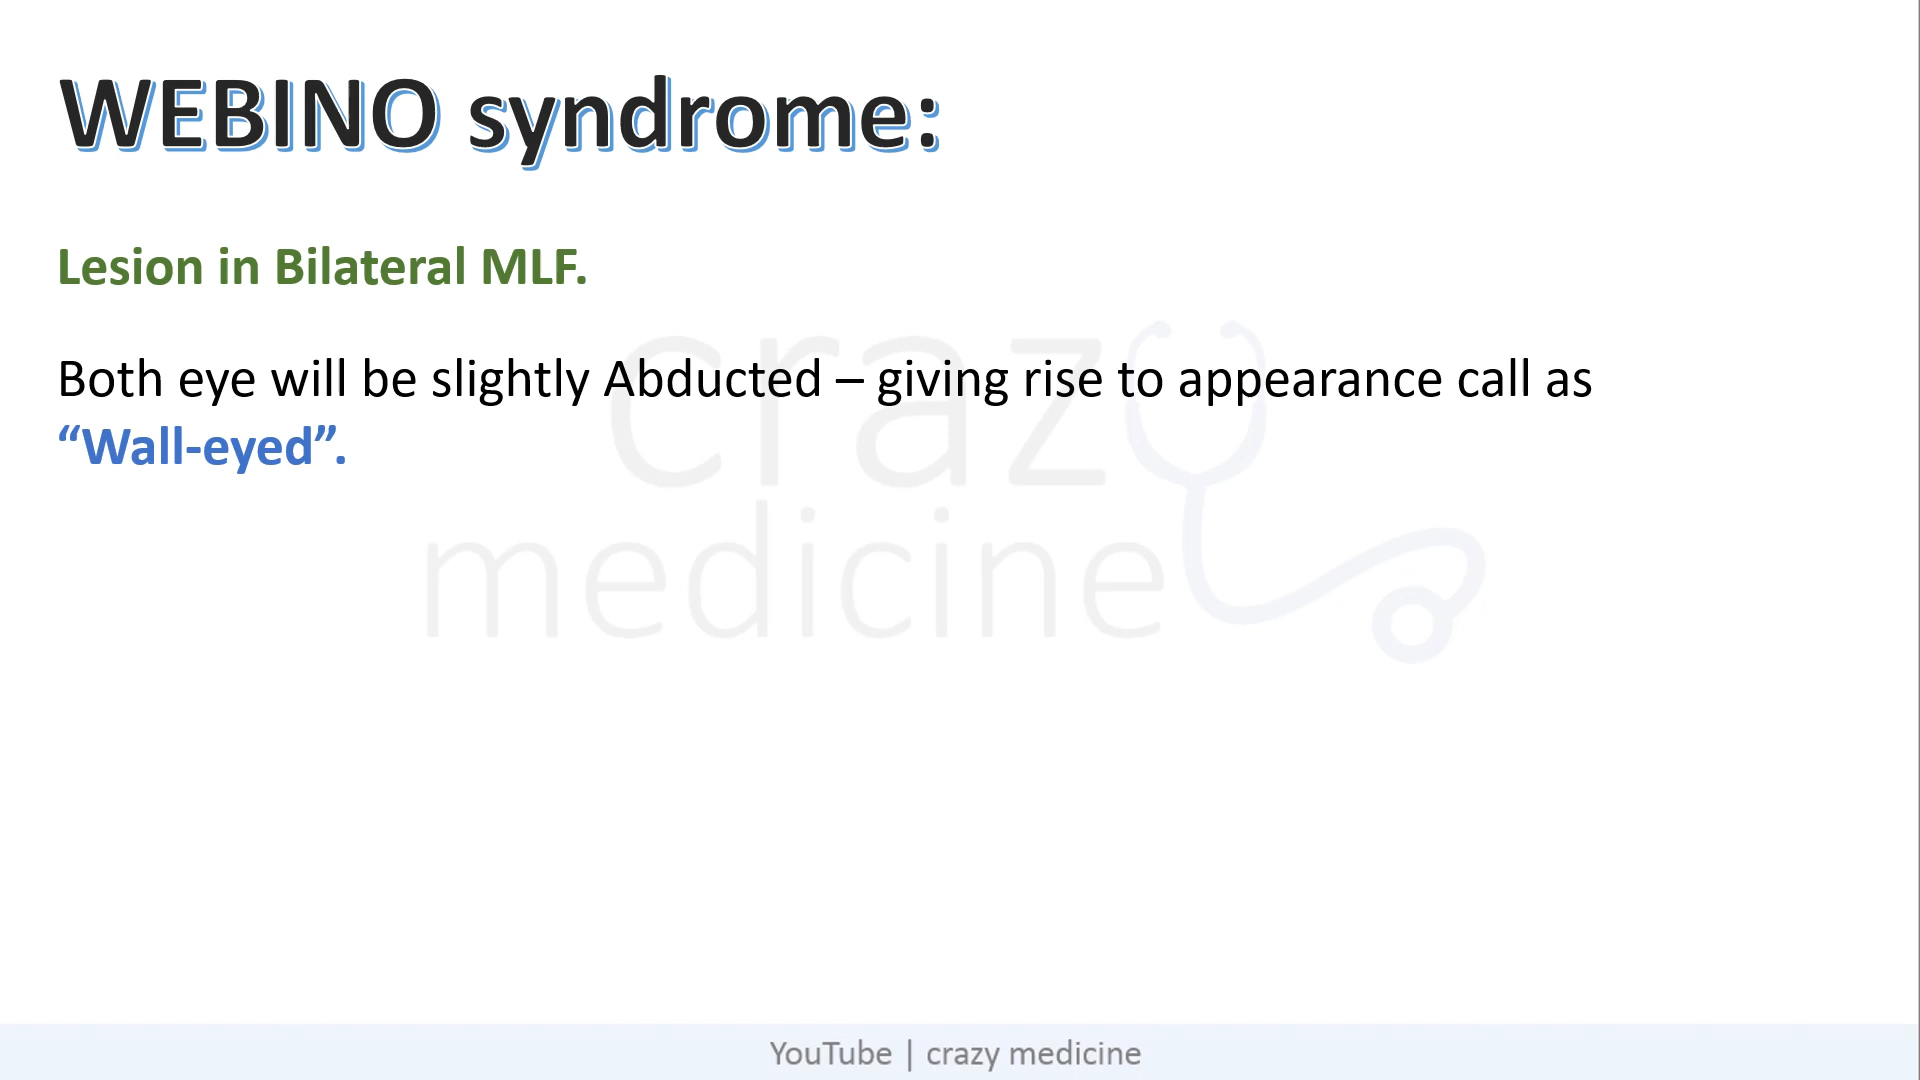 WEBINO syndrome:
Lesion in Bilateral MLF.
Both eye will be slightly Abducted – giving rise to appearance call as
“Wall-eyed”.
crazy
medicine
YouTube | crazy medicine